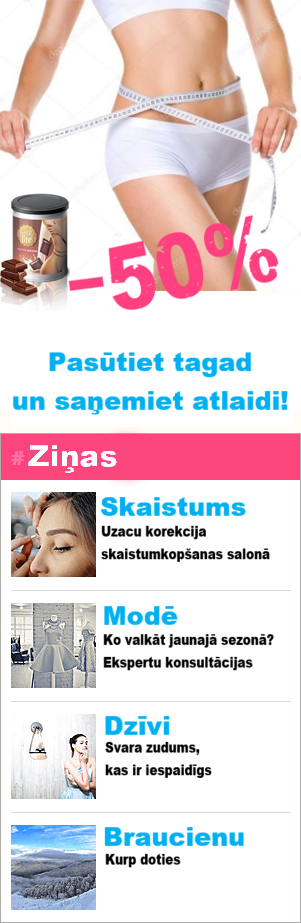 -50%
Pasūtiet tagad
un saņemiet atlaidi!
#Ziņas
Skaistums
Uzacu korekcija
skaistumkopšanas salonā
Modē
Ko valkāt jaunajā sezonā?
Ekspertu konsultācijas
Dzīvi
Svara zudums,
kas ir iespaidīgs
Braucienu
Kurp doties